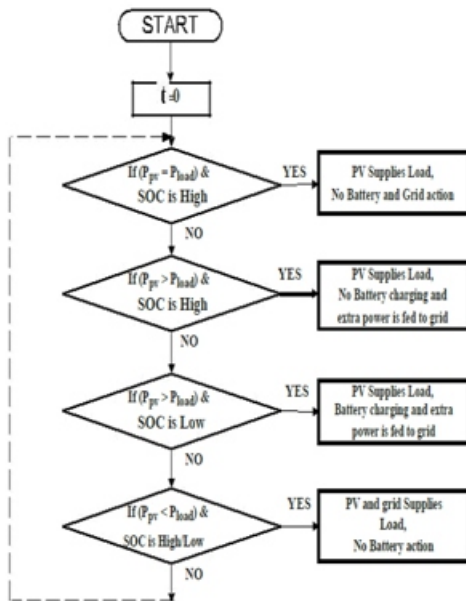 START
t=0
If (Ppv = Pload) &
SOC is High
YES
PV Supplies Load,
No Battery and Grid action
NO
If (Ppv > Pload) &
SOC is High
YES
PV Supplies Load,
No Battery charging and
extra power is fed to grid
NO
If (Ppv > Pload) &
SOC is Low
YES
PV Supplies Load,
Battery charging and extra
power is fed to grid
NO
If (Ppv < Pload) &
SOC is High/Low
YES
PV and grid Supplies
Load,
No Battery action
NO